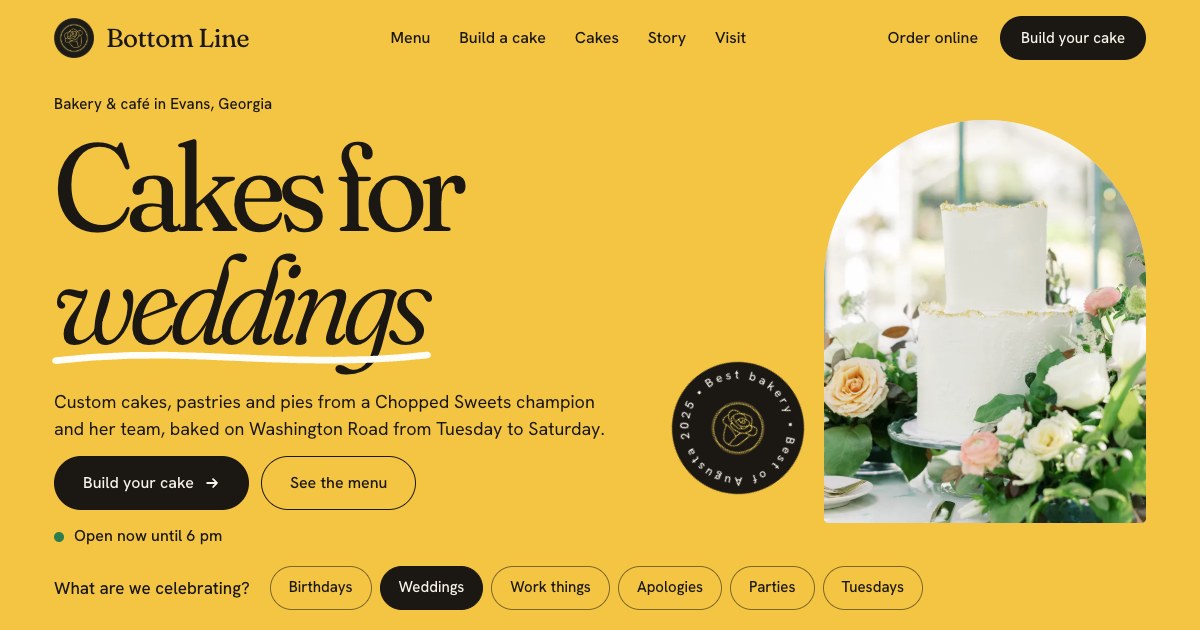 Bottom Line
Menu
Build a cake
Cakes
Story
Visit
Order online
Build your cake
Bakery & café in Evans, Georgia
Cakes for
weddings
Custom cakes, pastries and pies from a Chopped Sweets champion
and her team, baked on Washington Road from Tuesday to Saturday.
Best bakery • Best of Augusta 2025 •
Build your cake →
See the menu
Open now until 6 pm
What are we celebrating?
Birthdays
Weddings
Work things
Apologies
Parties
Tuesdays